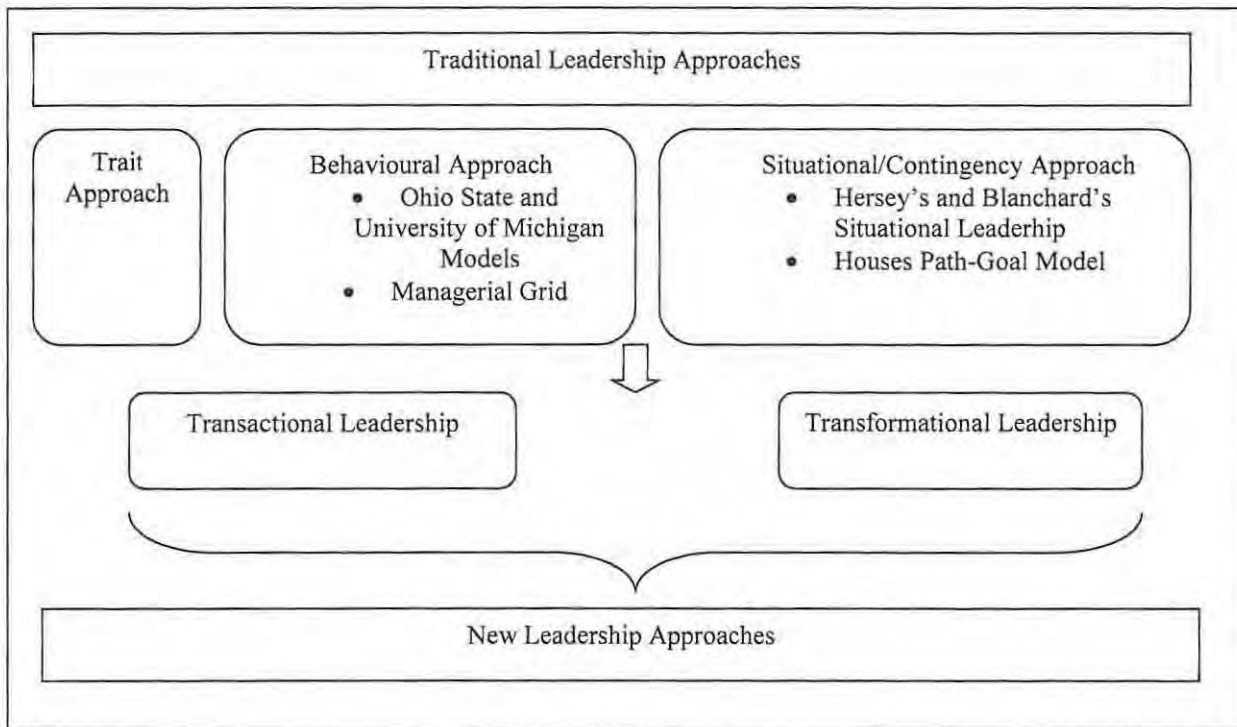 Traditional Leadership Approaches
Trait
Approach
Behavioural Approach
• Ohio State and
University of Michigan
Models
• Managerial Grid
Situational/Contingency Approach
• Hersey's and Blanchard's
Situational Leaderhip
• Houses Path-Goal Model
Transactional Leadership
Transformational Leadership
New Leadership Approaches